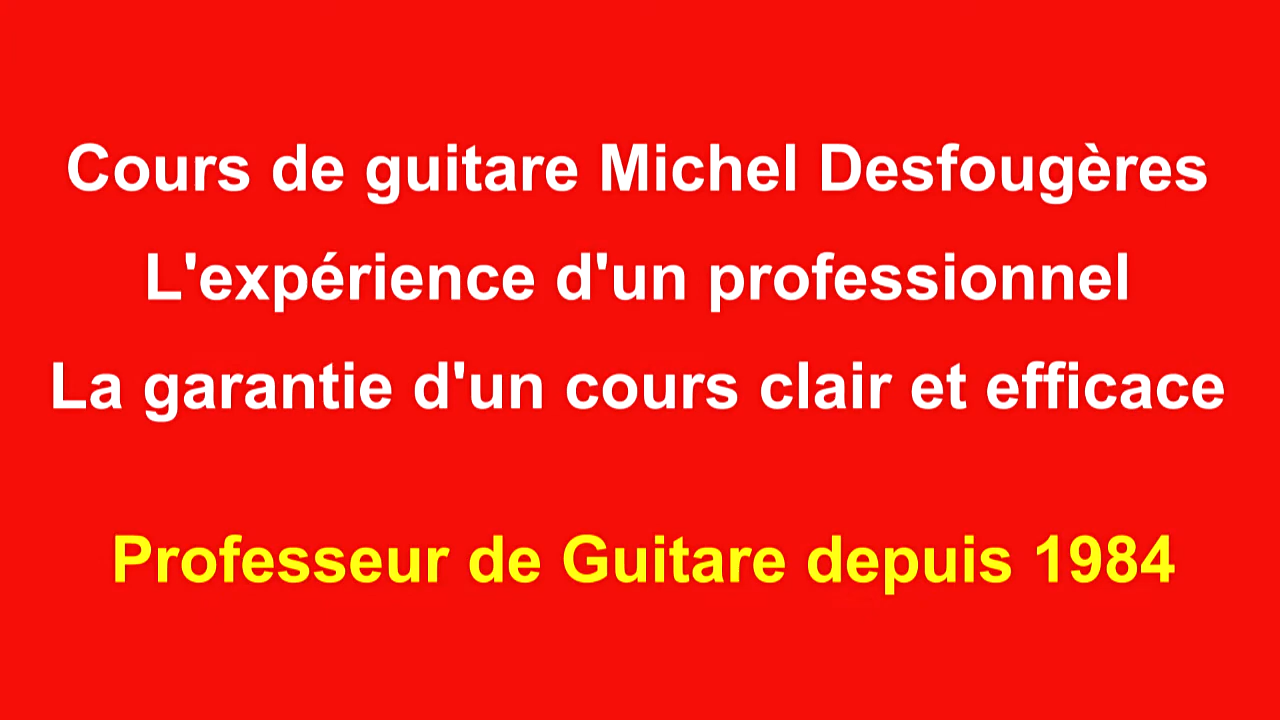 Cours de guitare Michel Desfougères
L'expérience d'un professionnel
La garantie d'un cours clair et efficace
Professeur de Guitare depuis 1984